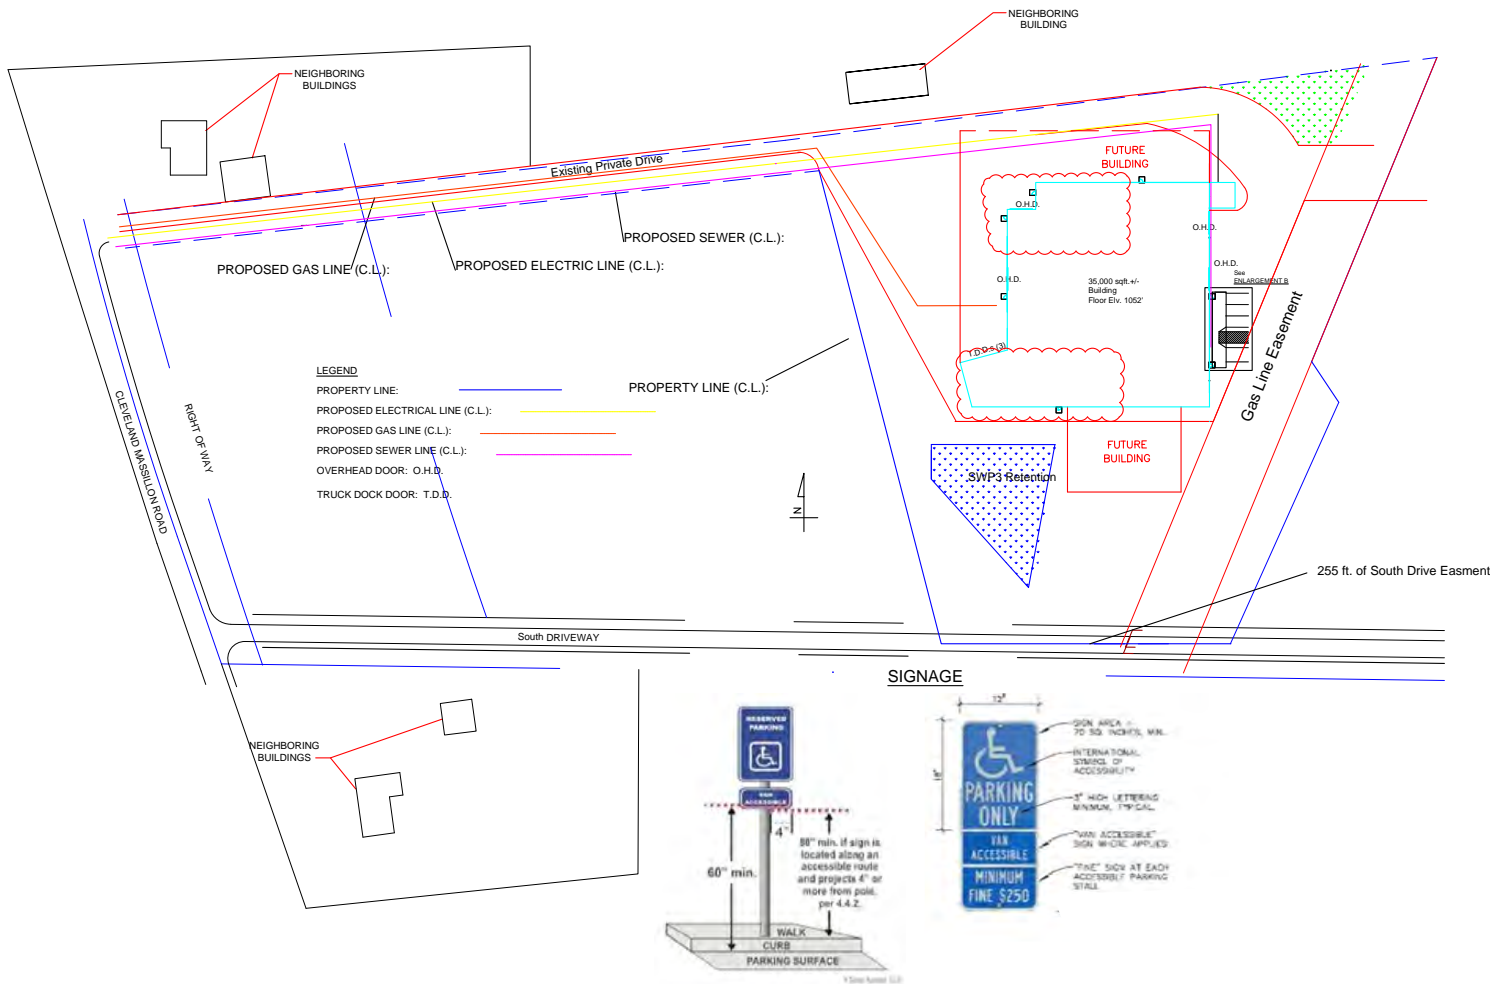 NEIGHBORING
BUILDING
NEIGHBORING
BUILDINGS
Existing Private Drive
FUTURE
BUILDING
O.H.D.
O.H.D.
PROPOSED SEWER (C.L.):
PROPOSED GAS LINE (C.L.):
PROPOSED ELECTRIC LINE (C.L.):
O.H.D.
O.H.D.
See
ENLARGEMENT B
35,000 sqft.+/-
Building
Floor Elv. 1052'
Gas Line Easement
T.D.D.s (3)
LEGEND
PROPERTY LINE:
PROPOSED ELECTRICAL LINE (C.L.):
PROPOSED GAS LINE (C.L.):
PROPOSED SEWER LINE (C.L.):
OVERHEAD DOOR: O.H.D.
TRUCK DOCK DOOR: T.D.D.
PROPERTY LINE (C.L.):
CLEVELAND MASSILLON ROAD
RIGHT OF WAY
FUTURE
BUILDING
SWP3 Retention
N
255 ft. of South Drive Easment
South DRIVEWAY
SIGNAGE
NEIGHBORING
BUILDINGS
RESERVED
PARKING
VAN
ACCESSIBLE
4"
60" min.
80" min. if sign is
located along an
accessible route
and projects 4" or
more from pole,
per 4.4.2.
WALK
CURB
PARKING SURFACE
12"
18"
PARKING
ONLY
VAN
ACCESSIBLE
MINIMUM
FINE $250
SIGN AREA =
70 SQ. INCHES, MIN.
INTERNATIONAL
SYMBOL OF
ACCESSIBILITY
3" HIGH LETTERING
MINIMUM, TYPICAL
"VAN ACCESSIBLE"
SIGN WHERE APPLIES
"FINE" SIGN AT EACH
ACCESSIBLE PARKING
STALL